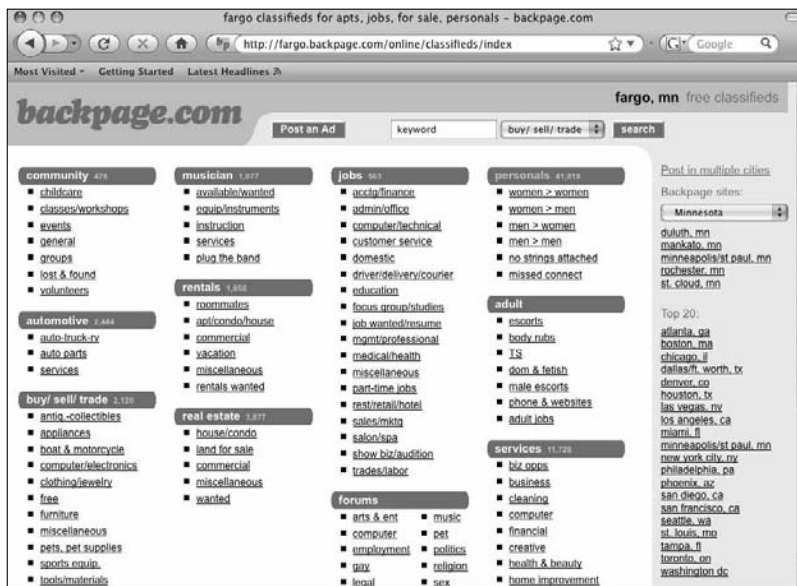 fargo classifieds for apts, jobs, for sale, personals – backpage.com
http://fargo.backpage.com/online/classifieds/index
Google
Most Visited
Getting Started
Latest Headlines
backpage.com
fargo, mn free classifieds
Post an Ad
keyword
buy/ sell/ trade
search
community 478
childcare
classes/workshops
events
general
groups
lost & found
volunteers
automotive 2,444
auto-truck-rv
auto parts
services
buy/ sell/ trade 2,120
antiq.-collectibles
appliances
boat & motorcycle
computer/electronics
clothing/jewelry
free
furniture
miscellaneous
pets, pet supplies
sports equip.
tools/materials
musician 1,077
available/wanted
equip/instruments
instruction
services
plug the band
rentals
roommates
apt/condo/house
commercial
vacation
miscellaneous
rentals wanted
real estate
house/condo
land for sale
commercial
miscellaneous
wanted
jobs 563
acctg/finance
admin/office
computer/technical
customer service
domestic
driver/delivery/courier
education
focus group/studies
job wanted/resume
mgmt/professional
medical/health
miscellaneous
part-time jobs
rest/retail/hotel
sales/mktg
salon/spa
show biz/audition
trades/labor
forums
arts & ent
computer
employment
gay
legal
music
pet
politics
religion
sex
personals
women > women
women > men
men > women
men > men
no strings attached
missed connect
adult
escorts
body rubs
TS
dom & fetish
male escorts
phone & websites
adult jobs
services
biz opps
business
cleaning
computer
financial
creative
health & beauty
home improvement
Post in multiple cities
Backpage sites:
Minnesota
duluth, mn
mankato, mn
minneapolis/st paul, mn
rochester, mn
st. cloud, mn
Top 20:
atlanta, ga
boston, ma
chicago, il
dallas/ft. worth, tx
denver, co
houston, tx
las vegas, nv
los angeles, ca
miami, fl
minneapolis/st paul, mn
new york city, ny
philadelphia, pa
phoenix, az
san diego, ca
san francisco, ca
seattle, wa
st. louis, mo
tampa, fl
toronto, on
washington dc